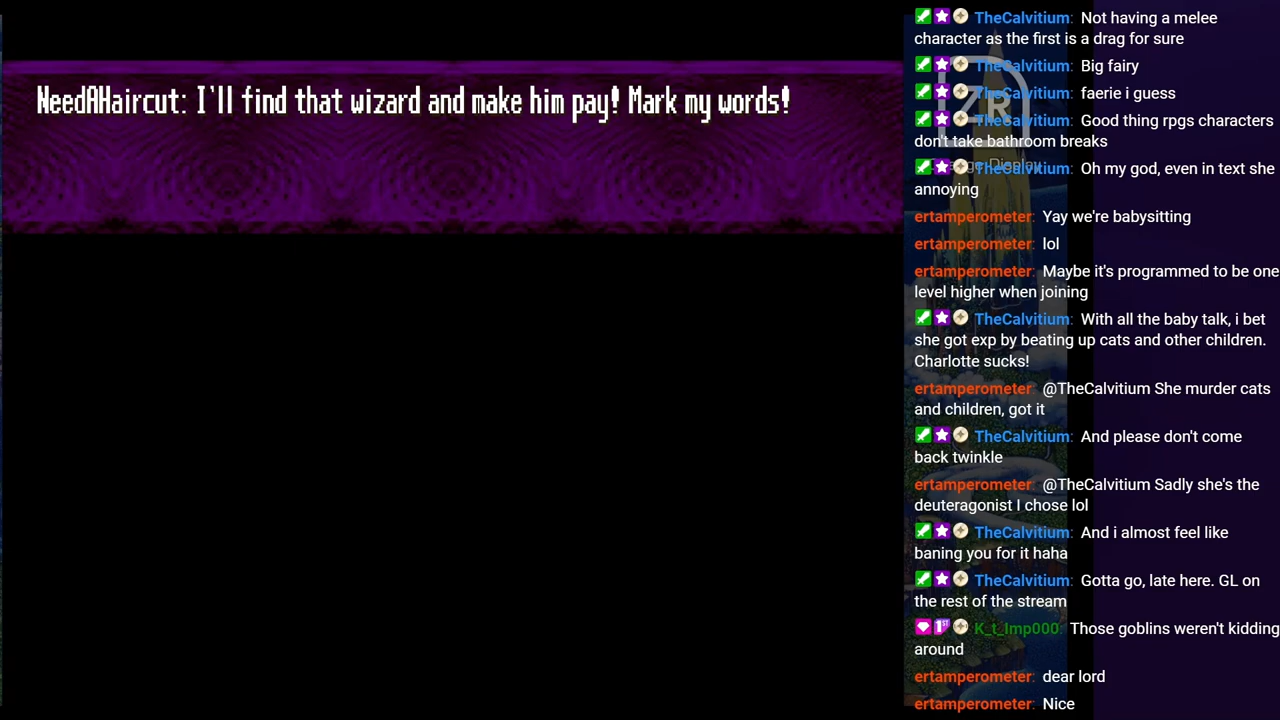 NeedAHaircut: I'll find that wizard and make him pay! Mark my words!
TheCalvitium: Not having a melee
character as the first is a drag for sure
TheCalvitium: Big fairy
TheCalvitium: faerie i guess
TheCalvitium: Good thing rpgs characters
don't take bathroom breaks
TheCalvitium: Oh my god, even in text she
annoying
ertamperometer: Yay we're babysitting
ertamperometer: lol
ertamperometer: Maybe it's programmed to be one
level higher when joining
TheCalvitium: With all the baby talk, i bet
she got exp by beating up cats and other children.
Charlotte sucks!
ertamperometer: @TheCalvitium She murder cats
and children, got it
TheCalvitium: And please don't come
back twinkle
ertamperometer: @TheCalvitium Sadly she's the
deuteragonist I chose lol
TheCalvitium: And i almost feel like
baning you for it haha
TheCalvitium: Gotta go, late here. GL on
the rest of the stream
K_t_Imp000: Those goblins weren't kidding
around
ertamperometer: dear lord
ertamperometer: Nice
ZR